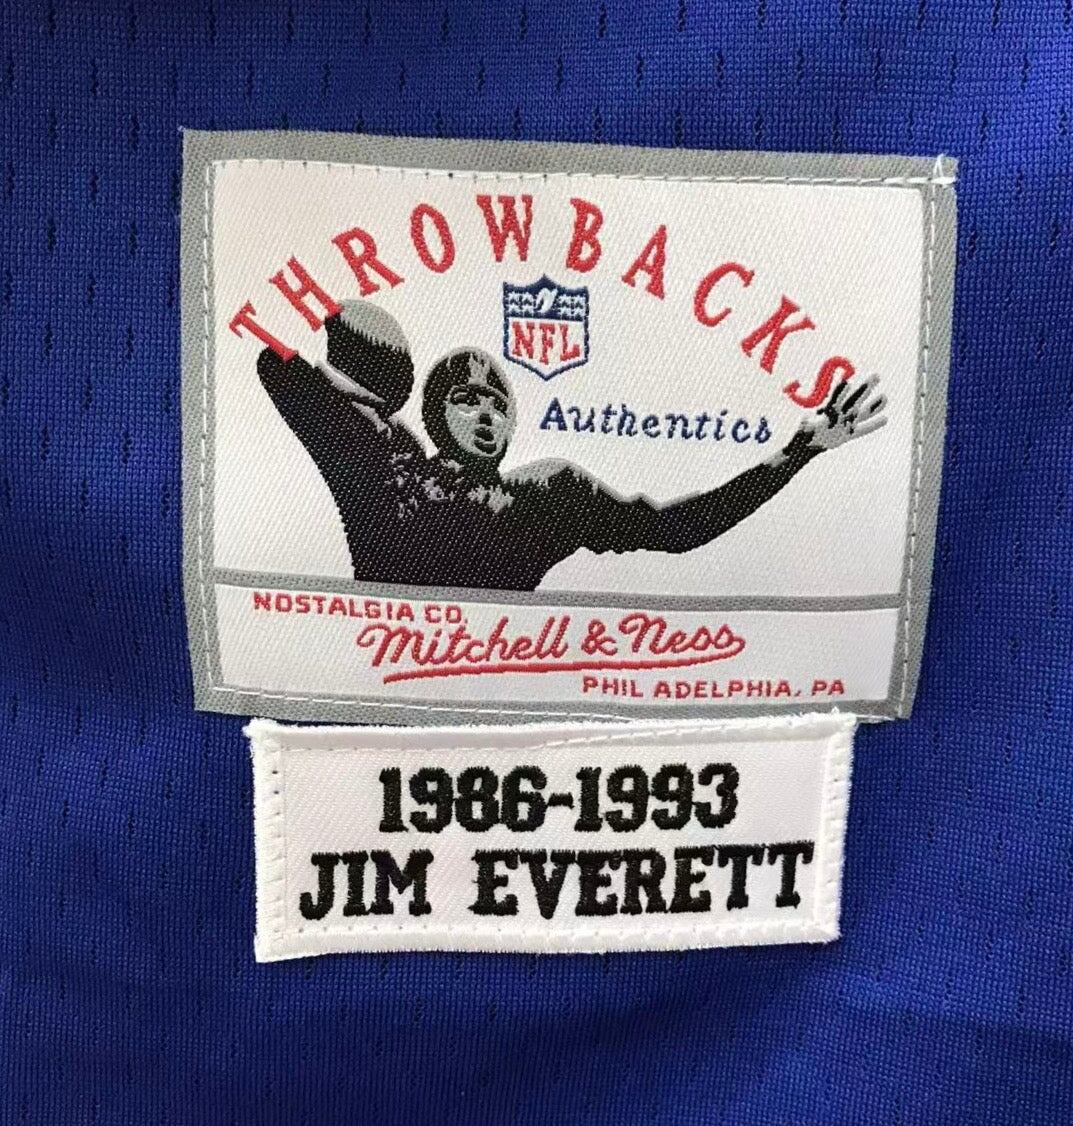 THROWBACKS
NFL
Authentics
NOSTALGIA CO.
Mitchell & Ness
PHIL ADELPHIA, PA
1986-1993
JIM EVERETT